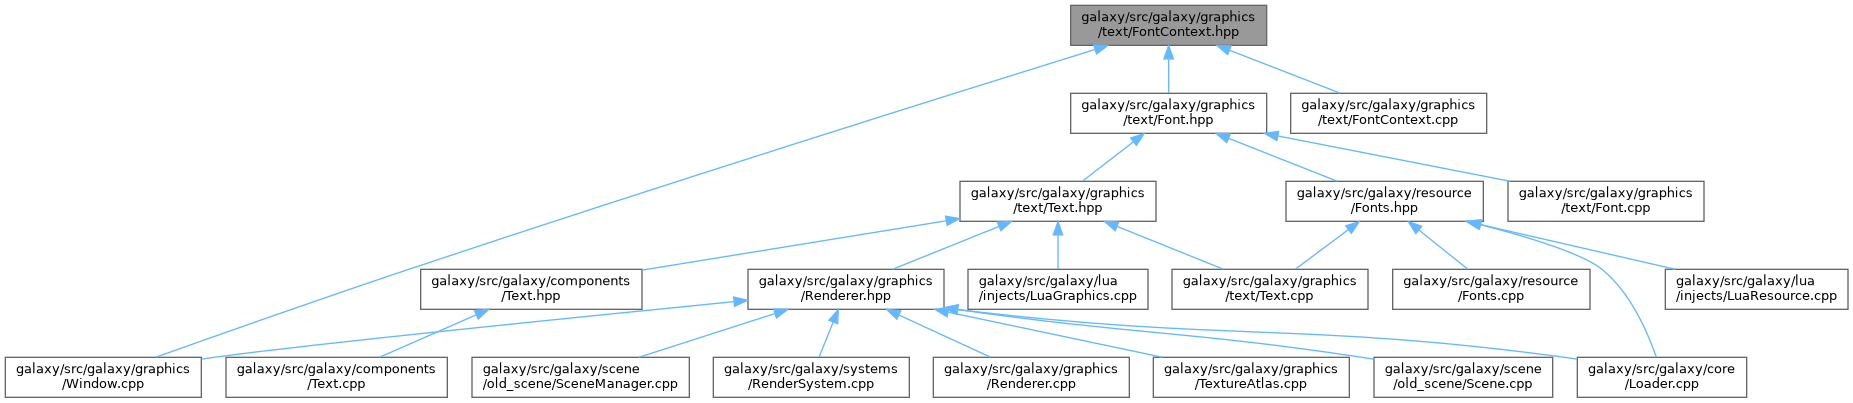 galaxy/src/galaxy/graphics
/text/FontContext.hpp
galaxy/src/galaxy/graphics
/text/Font.hpp
galaxy/src/galaxy/graphics
/text/FontContext.cpp
galaxy/src/galaxy/graphics
/text/Text.hpp
galaxy/src/galaxy/resource
/Fonts.hpp
galaxy/src/galaxy/graphics
/text/Font.cpp
galaxy/src/galaxy/components
/Text.hpp
galaxy/src/galaxy/graphics
/Renderer.hpp
galaxy/src/galaxy/lua
/injects/LuaGraphics.cpp
galaxy/src/galaxy/graphics
/text/Text.cpp
galaxy/src/galaxy/resource
/Fonts.cpp
galaxy/src/galaxy/lua
/injects/LuaResource.cpp
galaxy/src/galaxy/graphics
/Window.cpp
galaxy/src/galaxy/components
/Text.cpp
galaxy/src/galaxy/scene
/old_scene/SceneManager.cpp
galaxy/src/galaxy/systems
/RenderSystem.cpp
galaxy/src/galaxy/graphics
/Renderer.cpp
galaxy/src/galaxy/graphics
/TextureAtlas.cpp
galaxy/src/galaxy/scene
/old_scene/Scene.cpp
galaxy/src/galaxy/core
/Loader.cpp